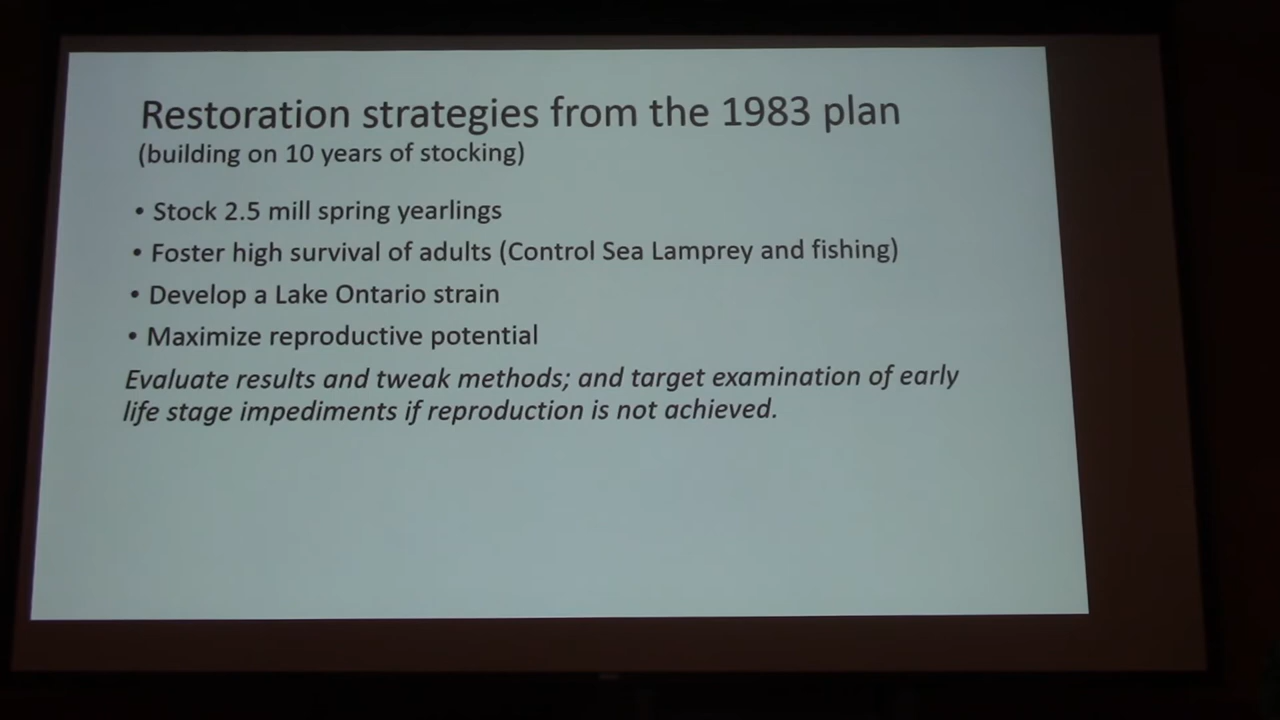 Restoration strategies from the 1983 plan
(building on 10 years of stocking)
• Stock 2.5 mill spring yearlings
• Foster high survival of adults (Control Sea Lamprey and fishing)
• Develop a Lake Ontario strain
• Maximize reproductive potential
Evaluate results and tweak methods; and target examination of early
life stage impediments if reproduction is not achieved.